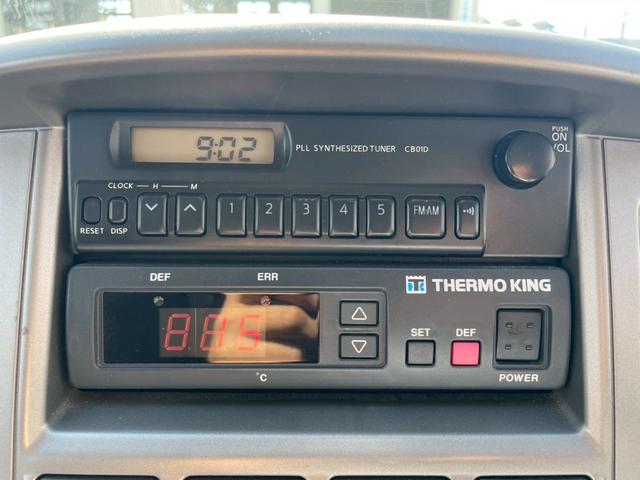 9:02
PLL SYNTHESIZED TUNER CB01D
PUSH
ON
VOL
CLOCK H M
RESET DISP
1 2 3 4 5 FM·AM
DEF ERR
THERMO KING
°C
SET DEF
POWER